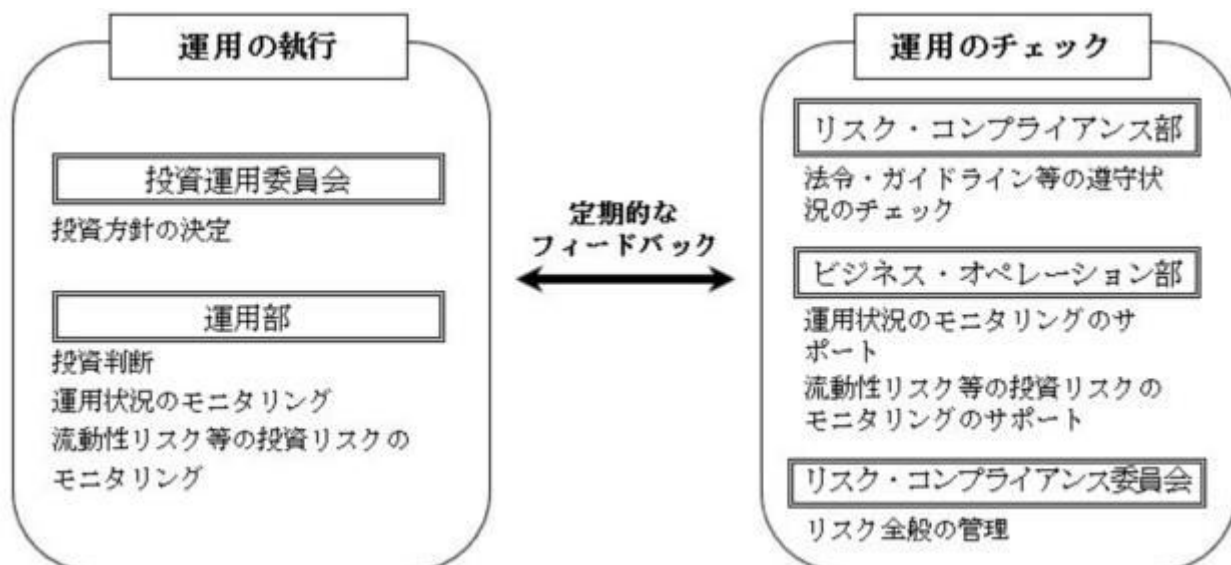 運用の執行
投資運用委員会
投資方針の決定
運用部
投資判断
運用状況のモニタリング
流動性リスク等の投資リスクの
モニタリング
定期的な
フィードバック
運用のチェック
リスク・コンプライアンス部
法令・ガイドライン等の遵守状
況のチェック
ビジネス・オペレーション部
運用状況のモニタリングのサ
ポート
流動性リスク等の投資リスクの
モニタリングのサポート
リスク・コンプライアンス委員会
リスク全般の管理